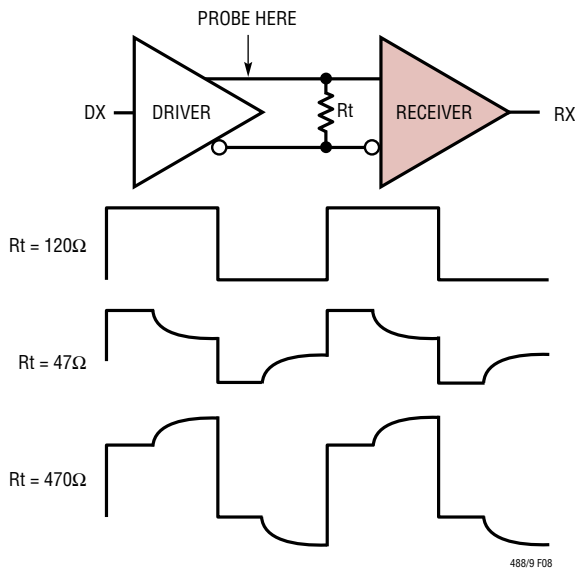 PROBE HERE
DX
DRIVER
Rt
RECEIVER
RX
Rt = 120Ω
Rt = 47Ω
Rt = 470Ω
488/9 F08